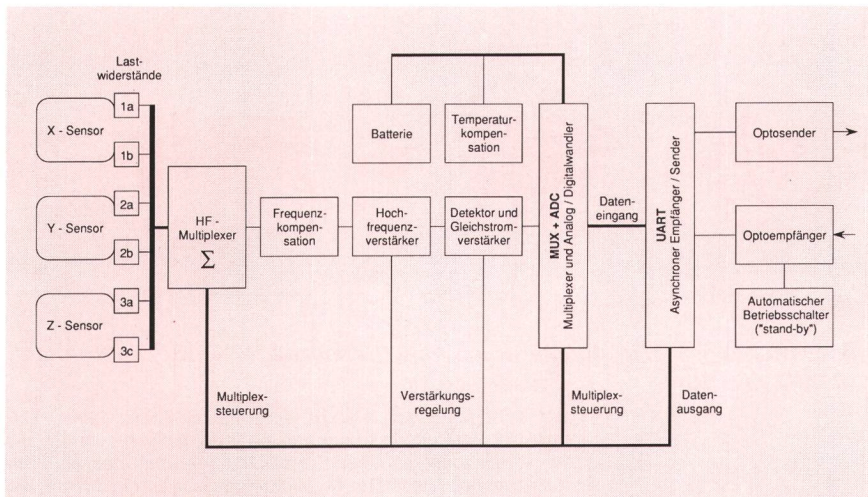 Last-
widerstände
X - Sensor
1a
1b
Y - Sensor
2a
2b
Z - Sensor
3a
3c
HF -
Multiplexer
Σ
Frequenz-
kompen-
sation
Hoch-
frequenz-
verstärker
Detektor und
Gleichstrom-
verstärker
Batterie
Temperatur-
kompen-
sation
MUX + ADC
Multiplexer und Analog / Digitalwandler
Daten-
eingang
UART
Asynchroner Empfänger / Sender
Optosender
Optoempfänger
Automatischer
Betriebsschalter
("stand-by")
Multiplex-
steuerung
Verstärkungs-
regelung
Multiplex-
steuerung
Daten-
ausgang